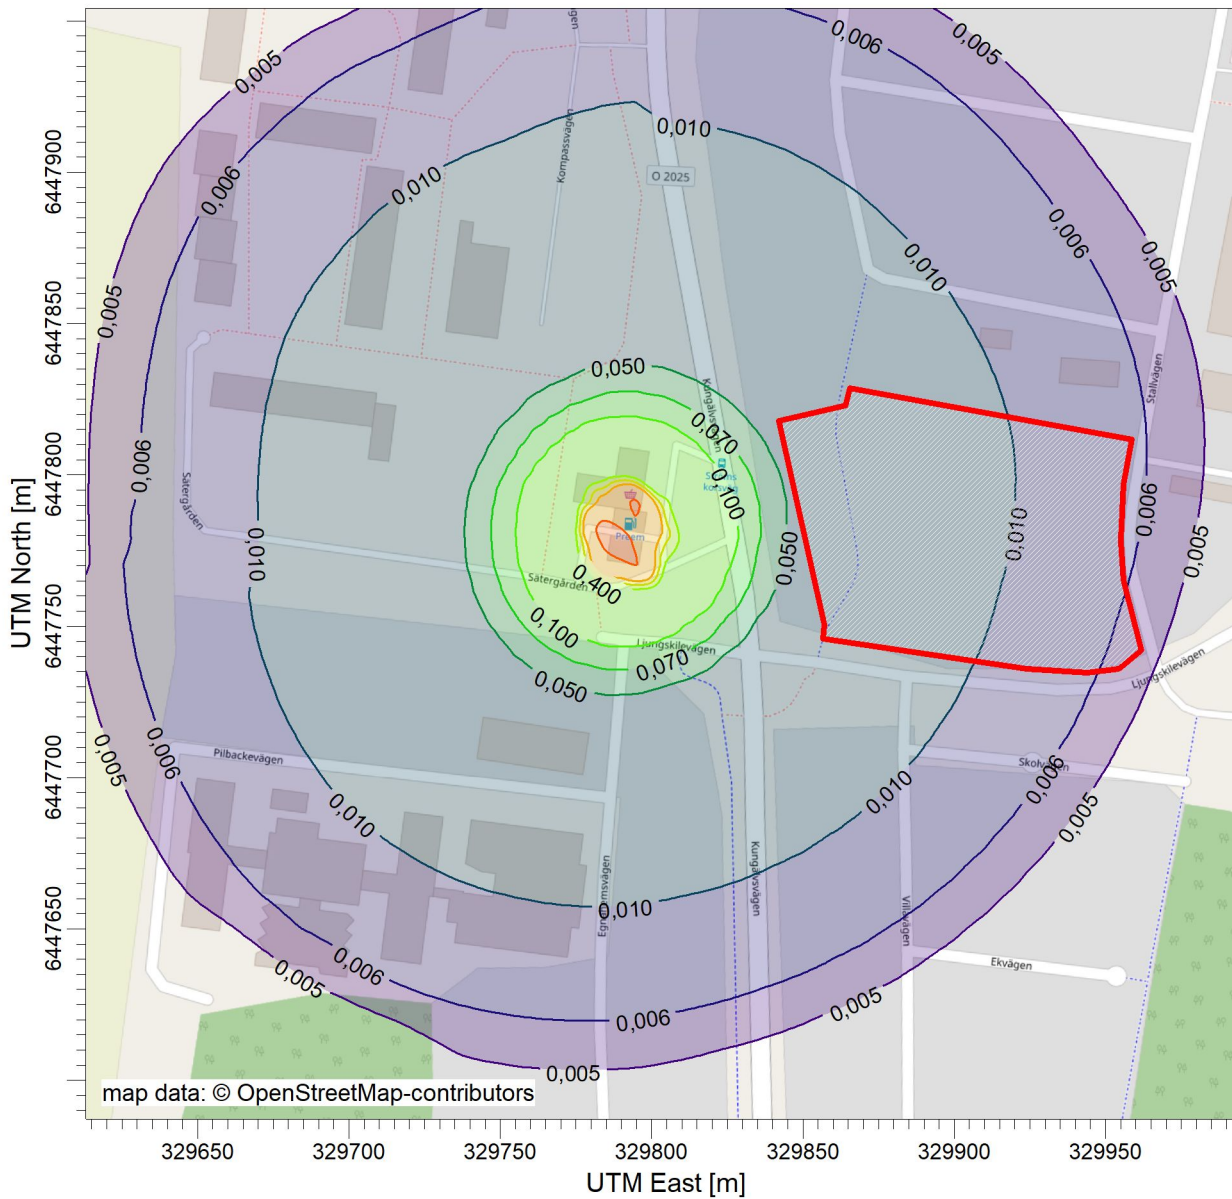 0,005
0,006
0,006
0,005
Kompassvägen
0,010
0,010
O 2025
0,006
0,010
0,005
0,005
0,050
Kungälvsvägen
0,070
Stallvägen
0,006
0,100
0,006
Sätergården
0,010
Preem
0,050
0,010
0,005
Sätergården
0,400
0,100
Ljungskilevägen
0,070
0,050
Ljungskilevägen
0,005
0,006
Pilbackevägen
Skolvägen
0,006
0,010
0,010
0,005
Egnahemsvägen
Kungälvsvägen
Villavägen
0,010
0,006
0,005
Ekvägen
0,005
0,006
0,005
map data: © OpenStreetMap-contributors
6447900
6447850
6447800
6447750
6447700
6447650
UTM North [m]
329650 329700 329750 329800 329850 329900 329950
UTM East [m]